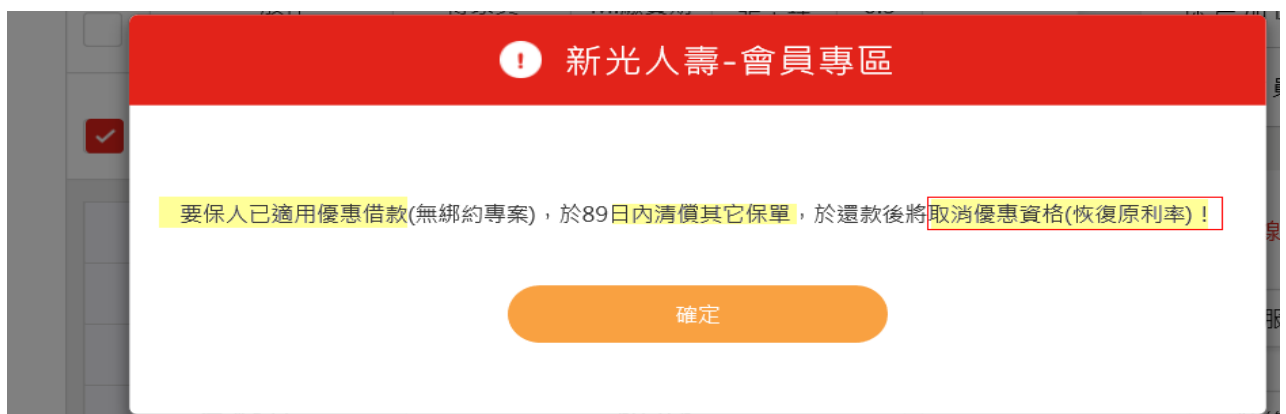 新光人壽-會員專區
要保人已適用優惠借款(無綁約專案)，於89日內清償其它保單，於還款後將取消優惠資格(恢復原利率)！
確定